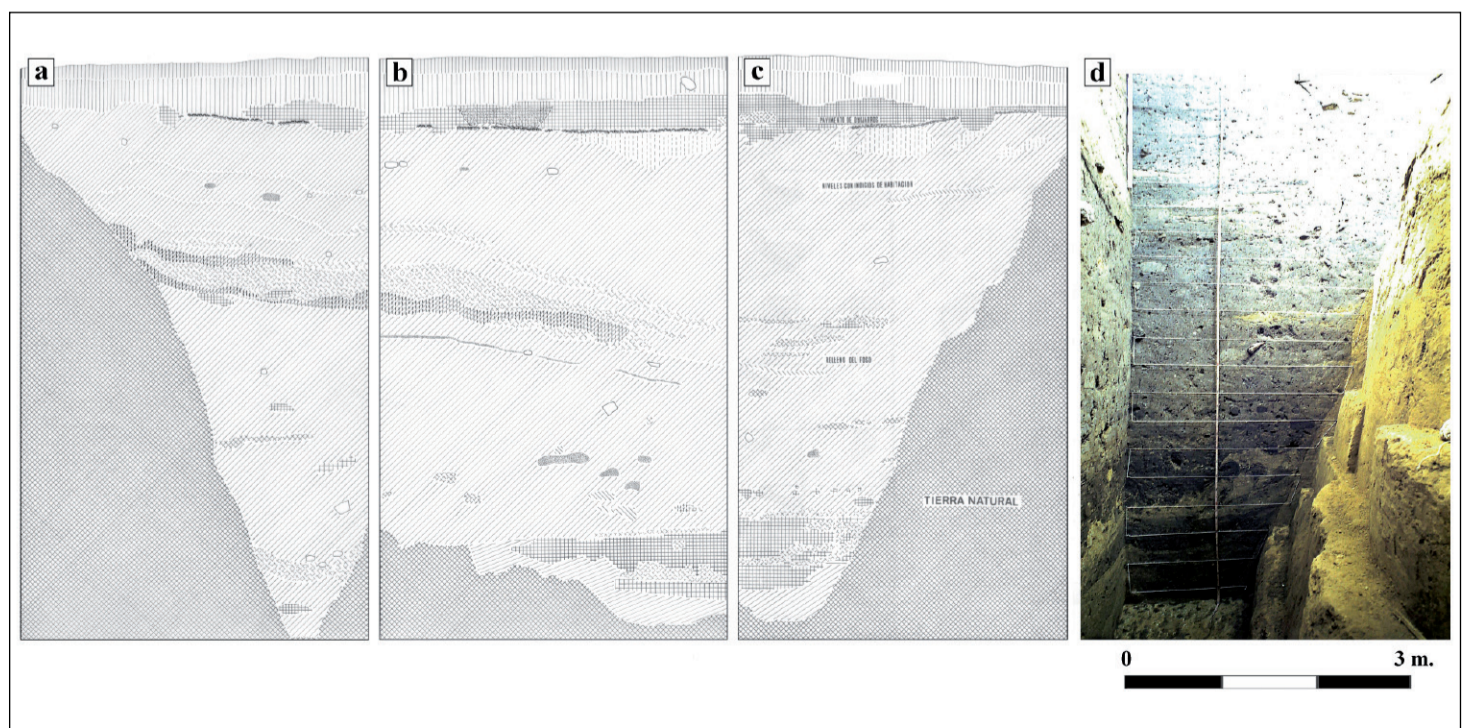 a
b
c
d
PAVIMENTO DE GUIJARROS
NIVELES CON INDICIOS DE HABITACION
RELLENO DEL FOSO
TIERRA NATURAL
0 3 m.